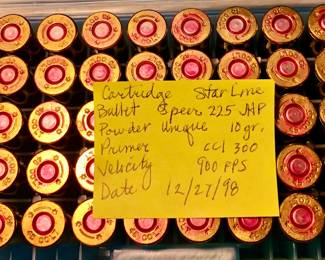 Cartridge Star Line
Bullet Speer 225 JHP
Powder Unique 10 gr.
Primer CCI 300
Velocity 900 FPS
Date 12/27/98